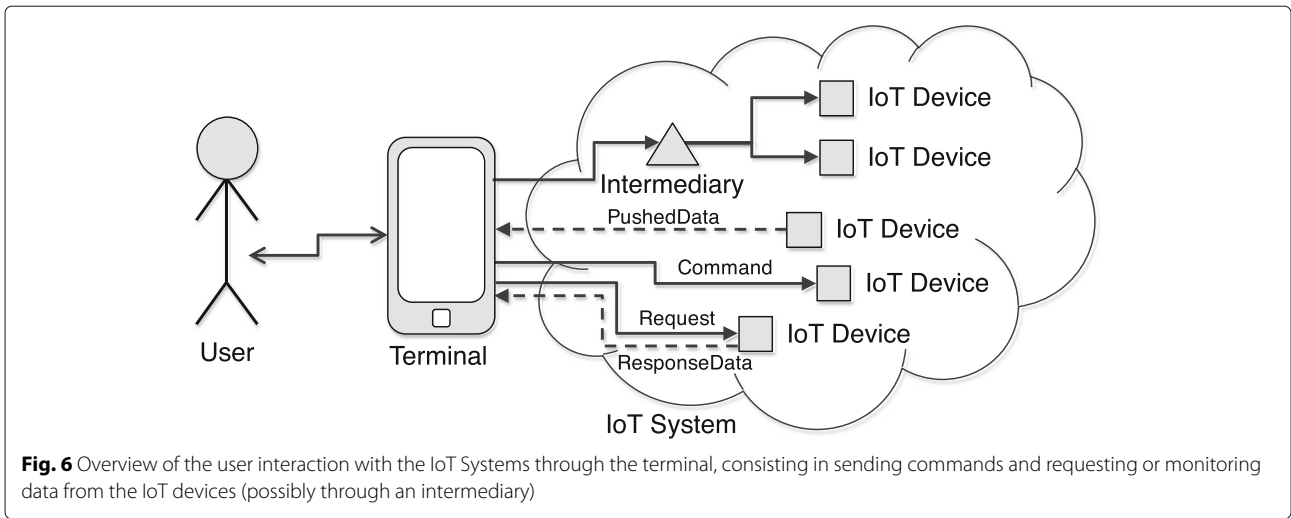 IoT Device
IoT Device
Intermediary
PushedData
IoT Device
Command
IoT Device
Request
IoT Device
ResponseData
User
Terminal
IoT System
Fig. 6 Overview of the user interaction with the IoT Systems through the terminal, consisting in sending commands and requesting or monitoring
data from the IoT devices (possibly through an intermediary)